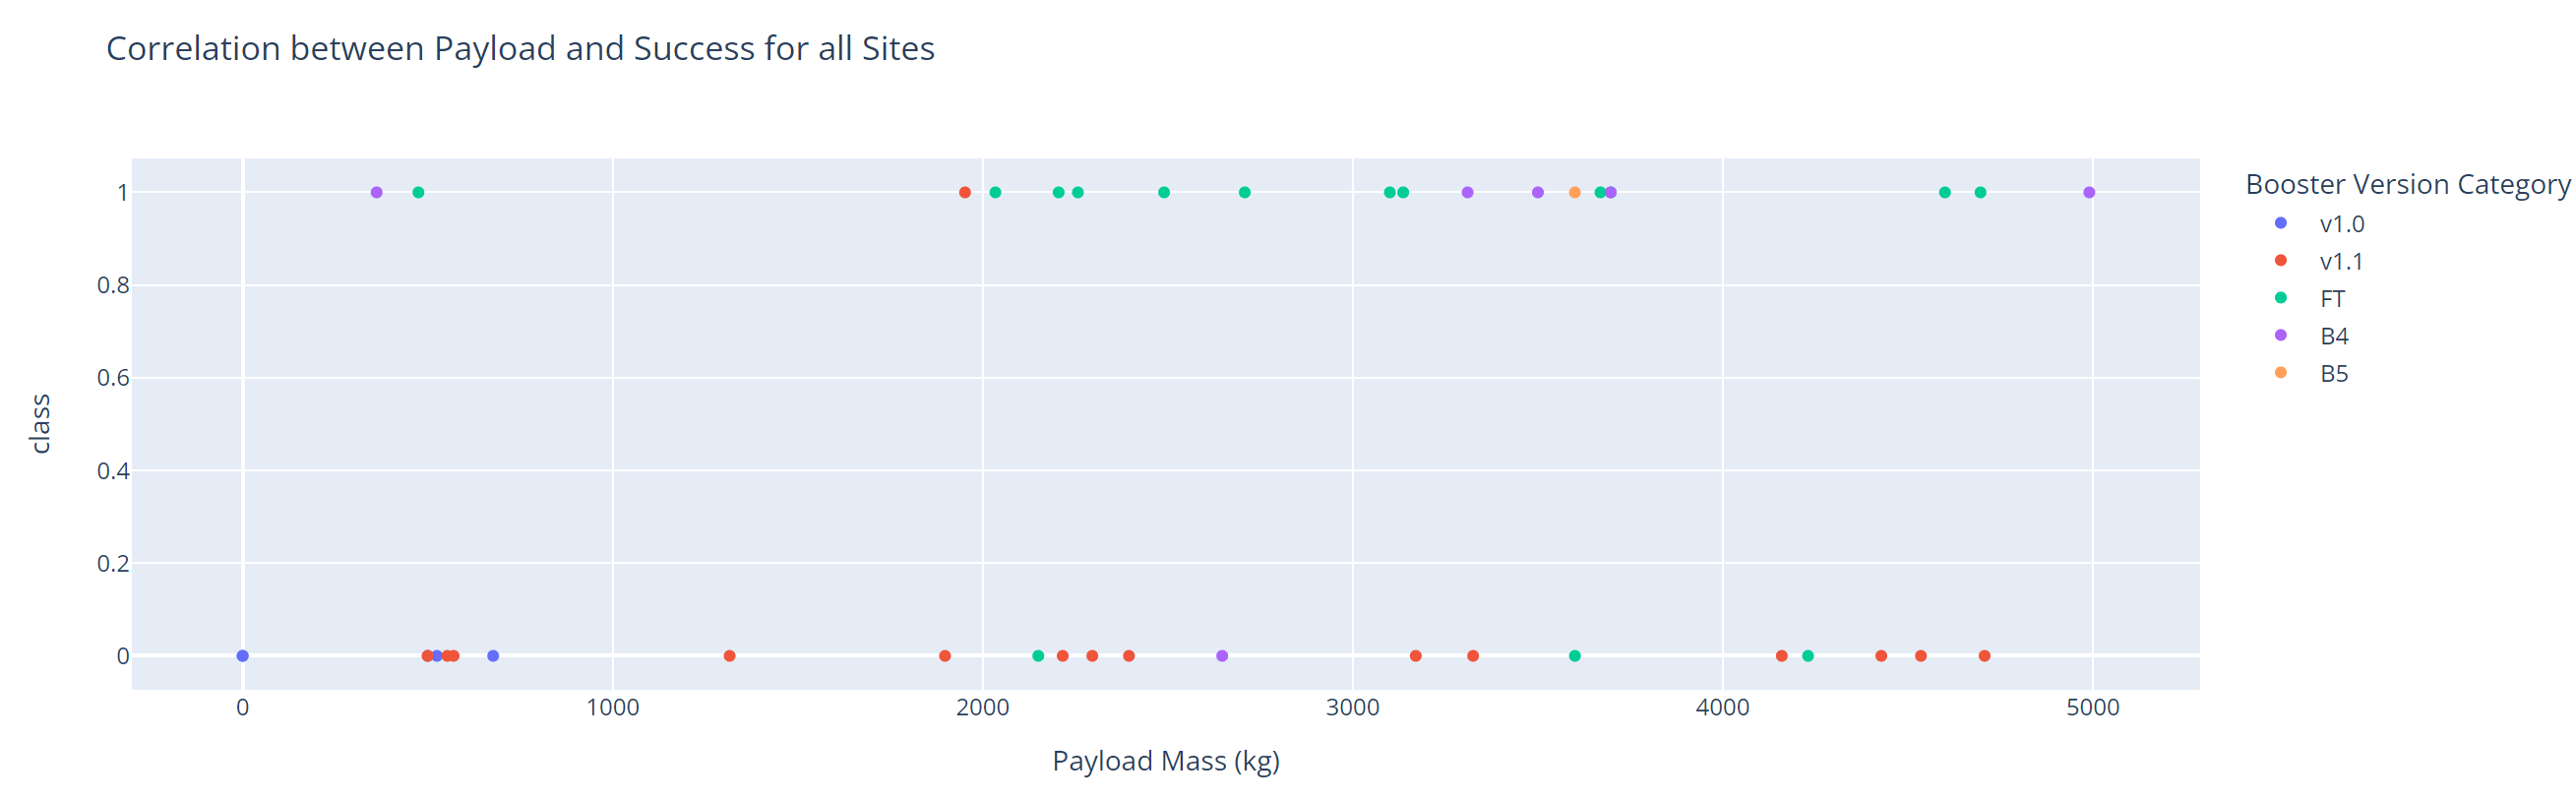 Correlation between Payload and Success for all Sites
1
0.8
0.6
0.4
0.2
0
class
0 1000 2000 3000 4000 5000
Payload Mass (kg)
Booster Version Category
v1.0
v1.1
FT
B4
B5